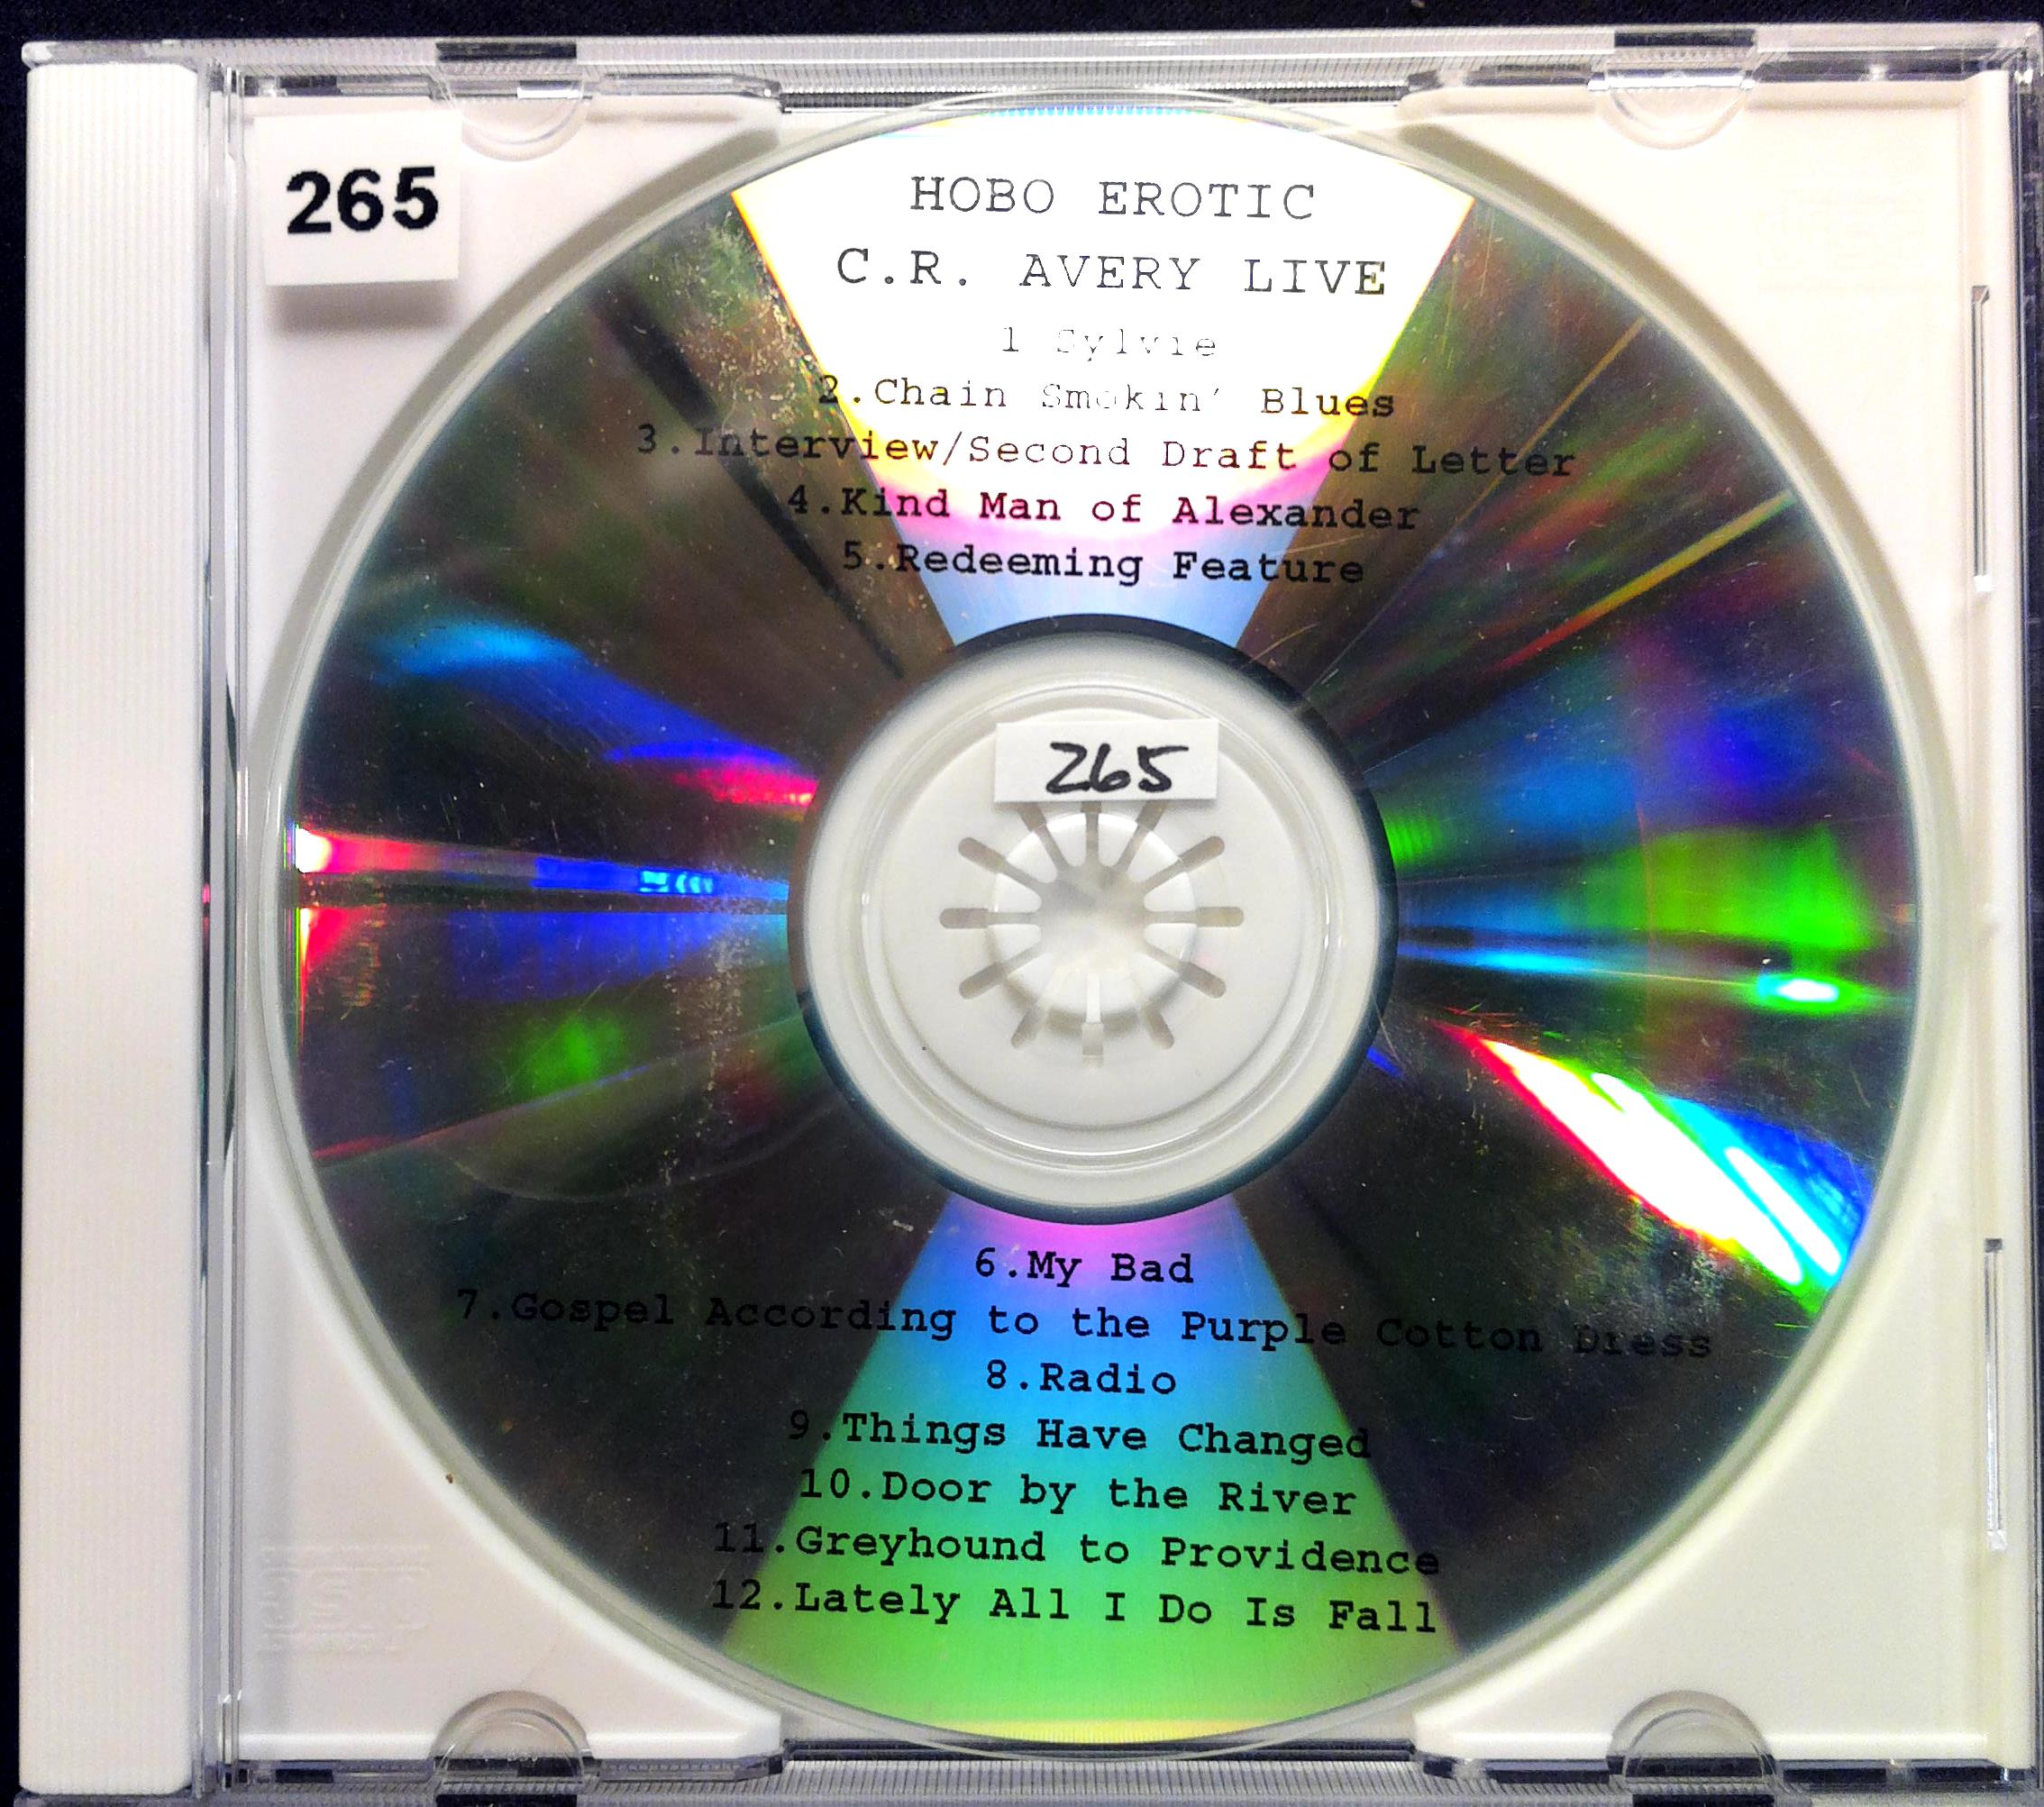 265
HOBO EROTIC
C.R. AVERY LIVE
1 Sylvie
2.Chain Smokin' Blues
3.Interview/Second Draft of Letter
4.Kind Man of Alexander
5.Redeeming Feature
265
6.My Bad
7.Gospel According to the Purple Cotton Dress
8.Radio
9.Things Have Changed
10.Door by the River
11.Greyhound to Providence
12.Lately All I Do Is Fall